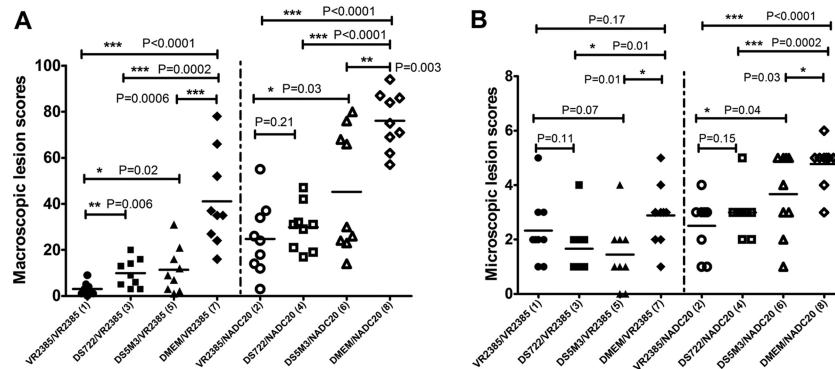 A
*** P<0.0001
*** P<0.0001
*** P<0.0001
*** P=0.0002
** P=0.003
P=0.0006 ***
* P=0.03
P=0.21
* P=0.02
** P=0.006
Macroscopic lesion scores
100
80
60
40
20
0
VR2385/VR2385 (1)
DS722/VR2385 (3)
DS5M3/VR2385 (5)
DMEM/VR2385 (7)
VR2385/NADC20 (2)
DS722/NADC20 (4)
DS5M3/NADC20 (6)
DMEM/NADC20 (8)
B
P=0.17
*** P<0.0001
* P=0.01
*** P=0.0002
P=0.01 *
P=0.03 *
P=0.07
* P=0.04
P=0.11
P=0.15
Microscopic lesion scores
8
6
4
2
0
VR2385/VR2385 (1)
DS722/VR2385 (3)
DS5M3/VR2385 (5)
DMEM/VR2385 (7)
VR2385/NADC20 (2)
DS722/NADC20 (4)
DS5M3/NADC20 (6)
DMEM/NADC20 (8)